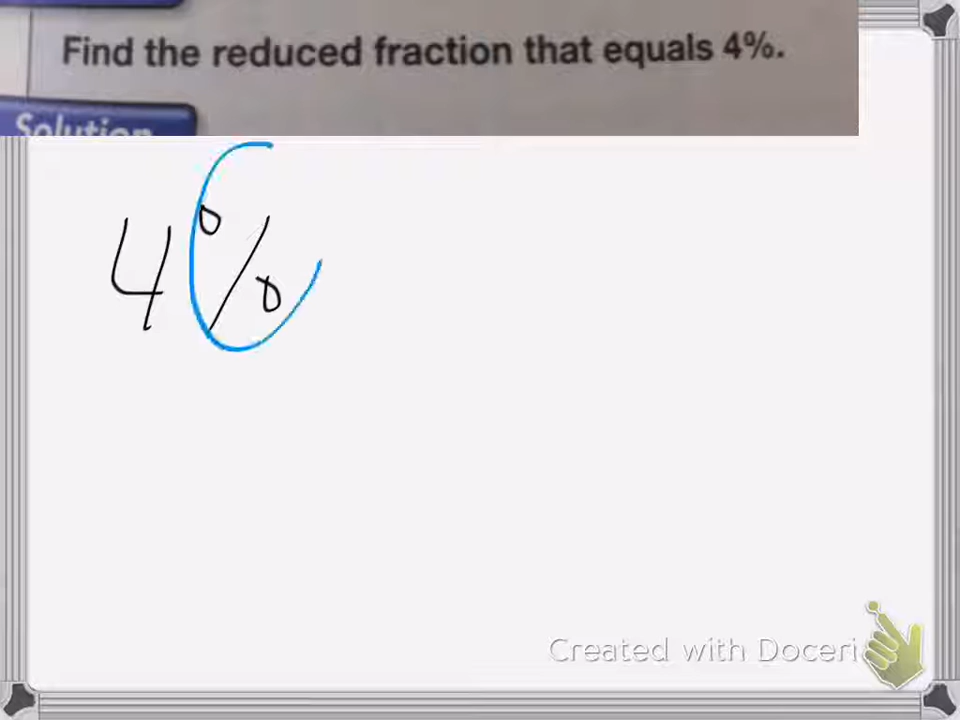 Find the reduced fraction that equals 4%.
Solution
4%
Created with Doceri